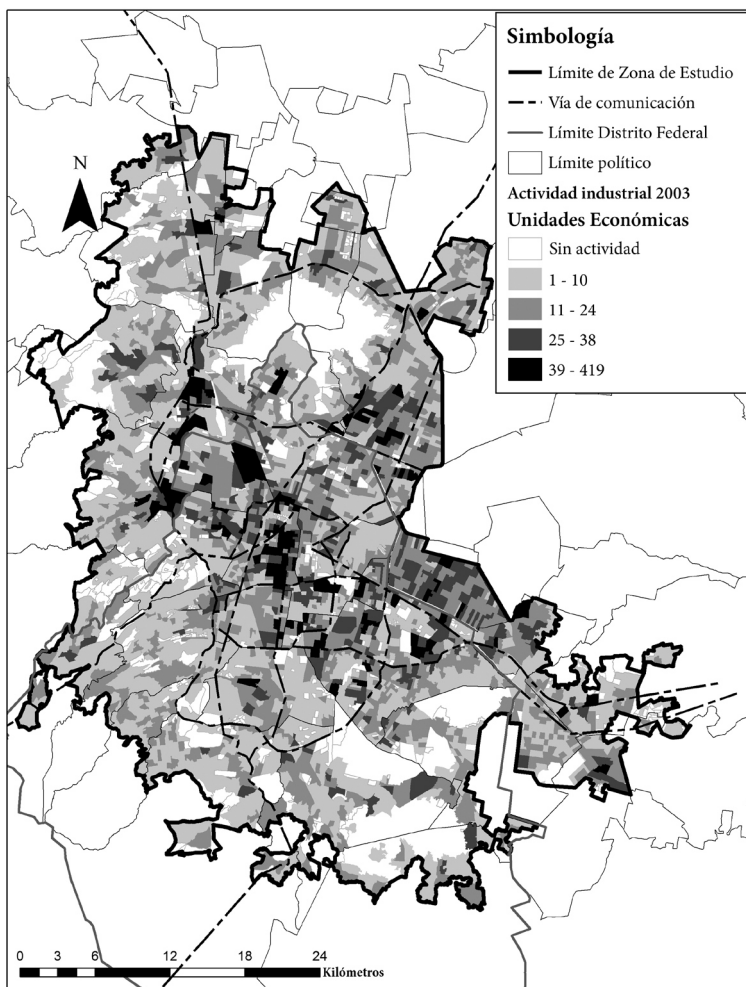 Simbología
Límite de Zona de Estudio
Vía de comunicación
Límite Distrito Federal
Límite político
Actividad industrial 2003
Unidades Económicas
Sin actividad
1 - 10
11 - 24
25 - 38
39 - 419
N
0 3 6 12 18 24
Kilómetros